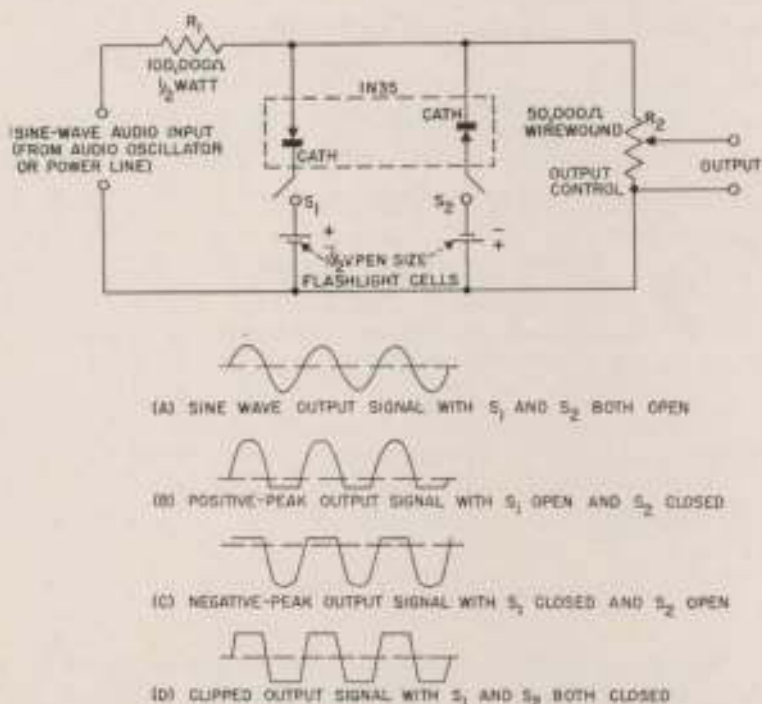 R1
100,000Ω
1/2 WATT
1N35
CATH
CATH
50,000Ω
WIREWOUND
R2
(SINE-WAVE AUDIO INPUT
(FROM AUDIO OSCILLATOR
OR POWER LINE)
OUTPUT
OUTPUT
CONTROL
S1
S2
+
-
-
+
1 1/2 V PEN SIZE
FLASHLIGHT CELLS
(A) SINE WAVE OUTPUT SIGNAL WITH S1 AND S2 BOTH OPEN
(B) POSITIVE-PEAK OUTPUT SIGNAL WITH S1 OPEN AND S2 CLOSED
(C) NEGATIVE-PEAK OUTPUT SIGNAL WITH S1 CLOSED AND S2 OPEN
(D) CLIPPED OUTPUT SIGNAL WITH S1 AND S2 BOTH CLOSED